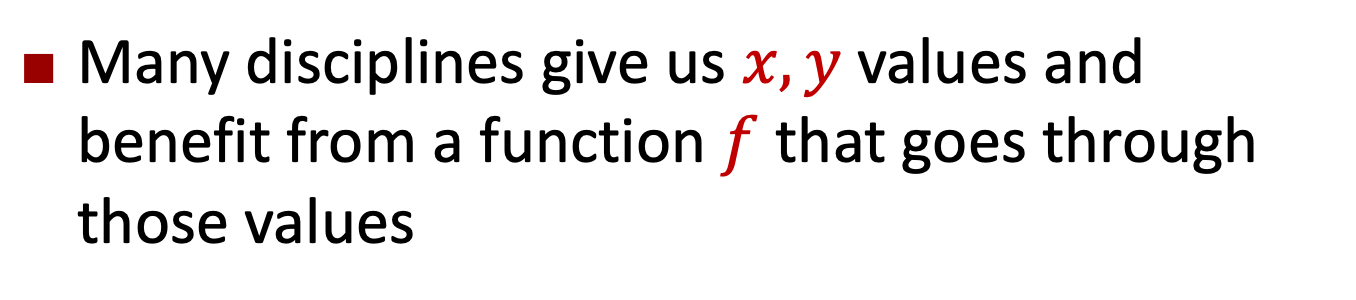 Many disciplines give us x, y values and
benefit from a function f that goes through
those values